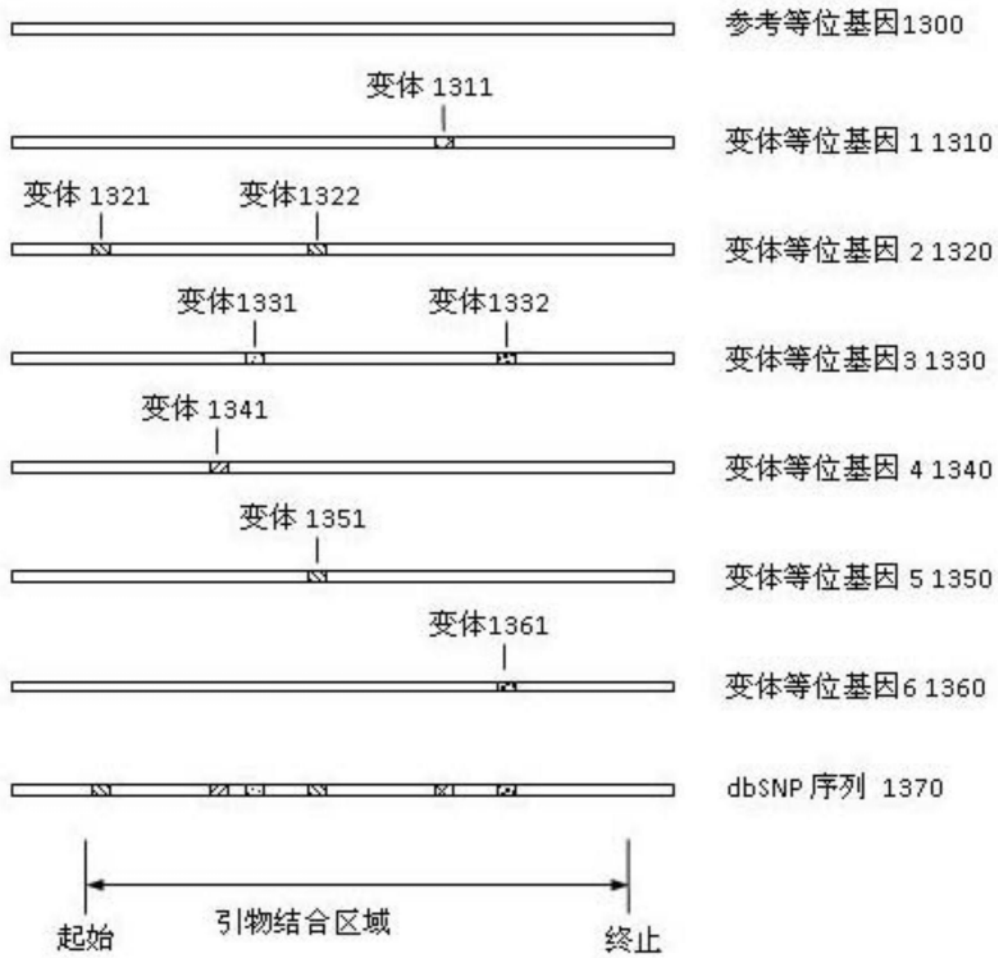 参考等位基因1300
变体 1311
变体等位基因 1 1310
变体 1321 变体1322
变体等位基因 2 1320
变体1331 变体1332
变体等位基因3 1330
变体 1341
变体等位基因 4 1340
变体 1351
变体等位基因 5 1350
变体1361
变体等位基因6 1360
dbSNP 序列 1370
引物结合区域
起始 终止